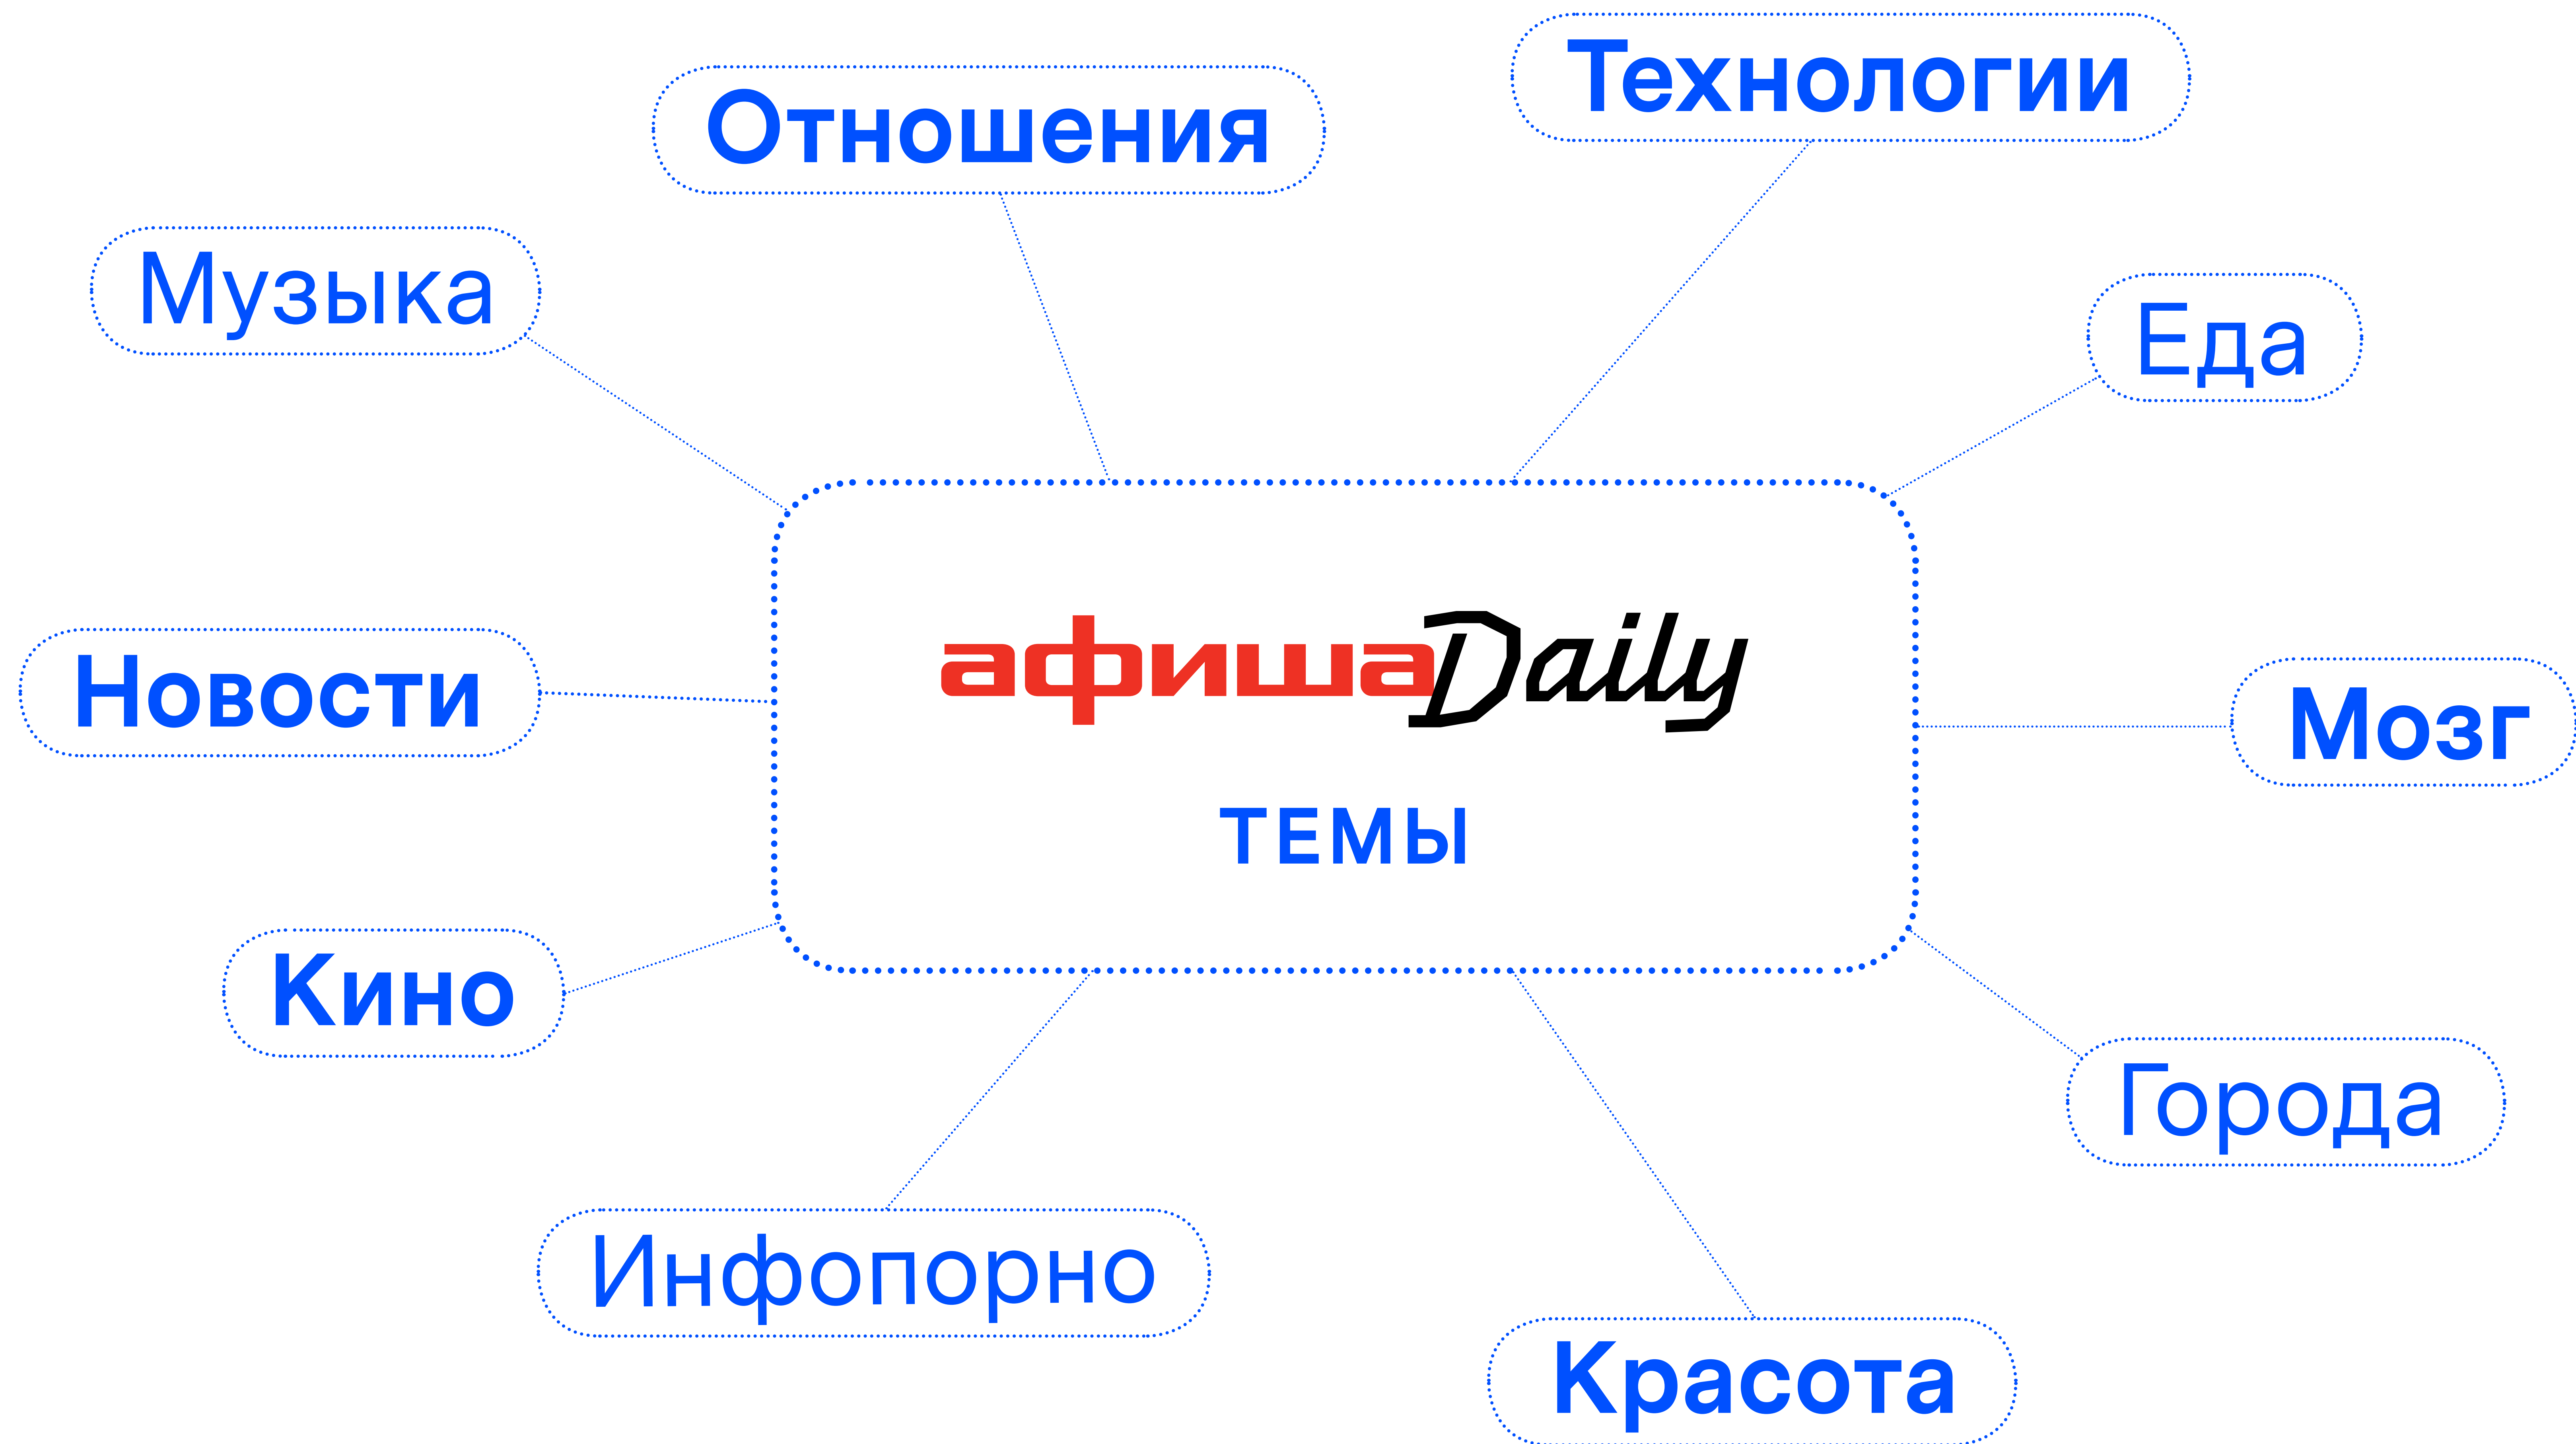 Технологии
Отношения
Музыка
Еда
афишаDaily
Новости
Мозг
ТЕМЫ
Кино
Города
Инфопорно
Красота